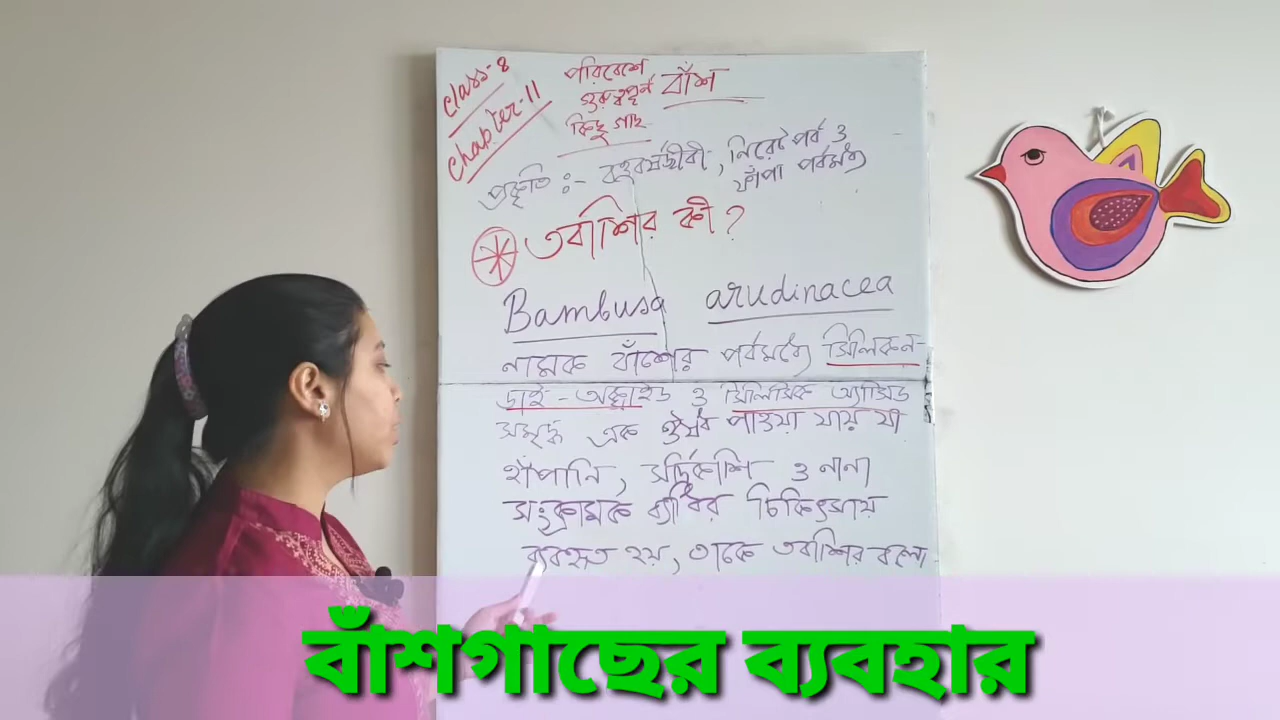 class-8
chapter-11
পরিবেশে
গুরুত্বপূর্ণ
কিছু গাছ
বাঁশ
প্রকৃতি :- বহুবর্ষজীবী, নিরেট পর্ব ও
ফাঁপা পর্বমধ্য
তবাশির কী?
Bambusa arudinacea
নামক বাঁশের পর্বমধ্যে সিলিকন-
ডাই-অক্সাইড ও সিলিসিক অ্যাসিড
সমৃদ্ধ এক ঔষধ পাওয়া যায় যা
হাঁপানি, সর্দিকাশি ও নানা
সংক্রামক ব্যাধির চিকিৎসায়
ব্যবহৃত হয়, তাকে তবাশির বলে
বাঁশগাছের ব্যবহার